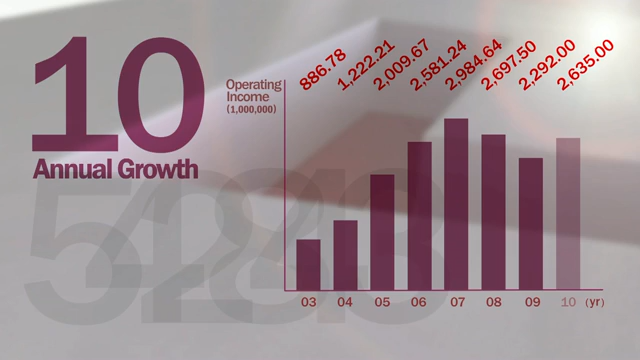 10
Annual Growth
Operating
Income
(1,000,000)
886.78
1,222.21
2,009.67
2,581.24
2,984.64
2,697.50
2,292.00
2,635.00
03 04 05 06 07 08 09 10 (yr)